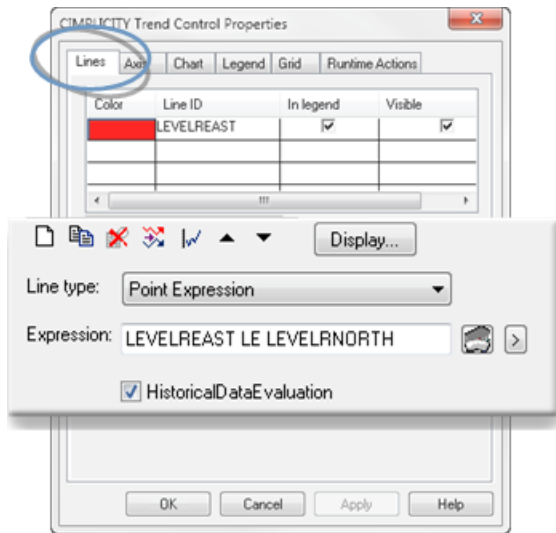 CIMPLICITY Trend Control Properties
Lines Axis Chart Legend Grid Runtime Actions
Color Line ID In legend Visible
LEVELREAST
Display...
Line type: Point Expression
Expression: LEVELREAST LE LEVELRNORTH
HistoricalDataEvaluation
OK Cancel Apply Help